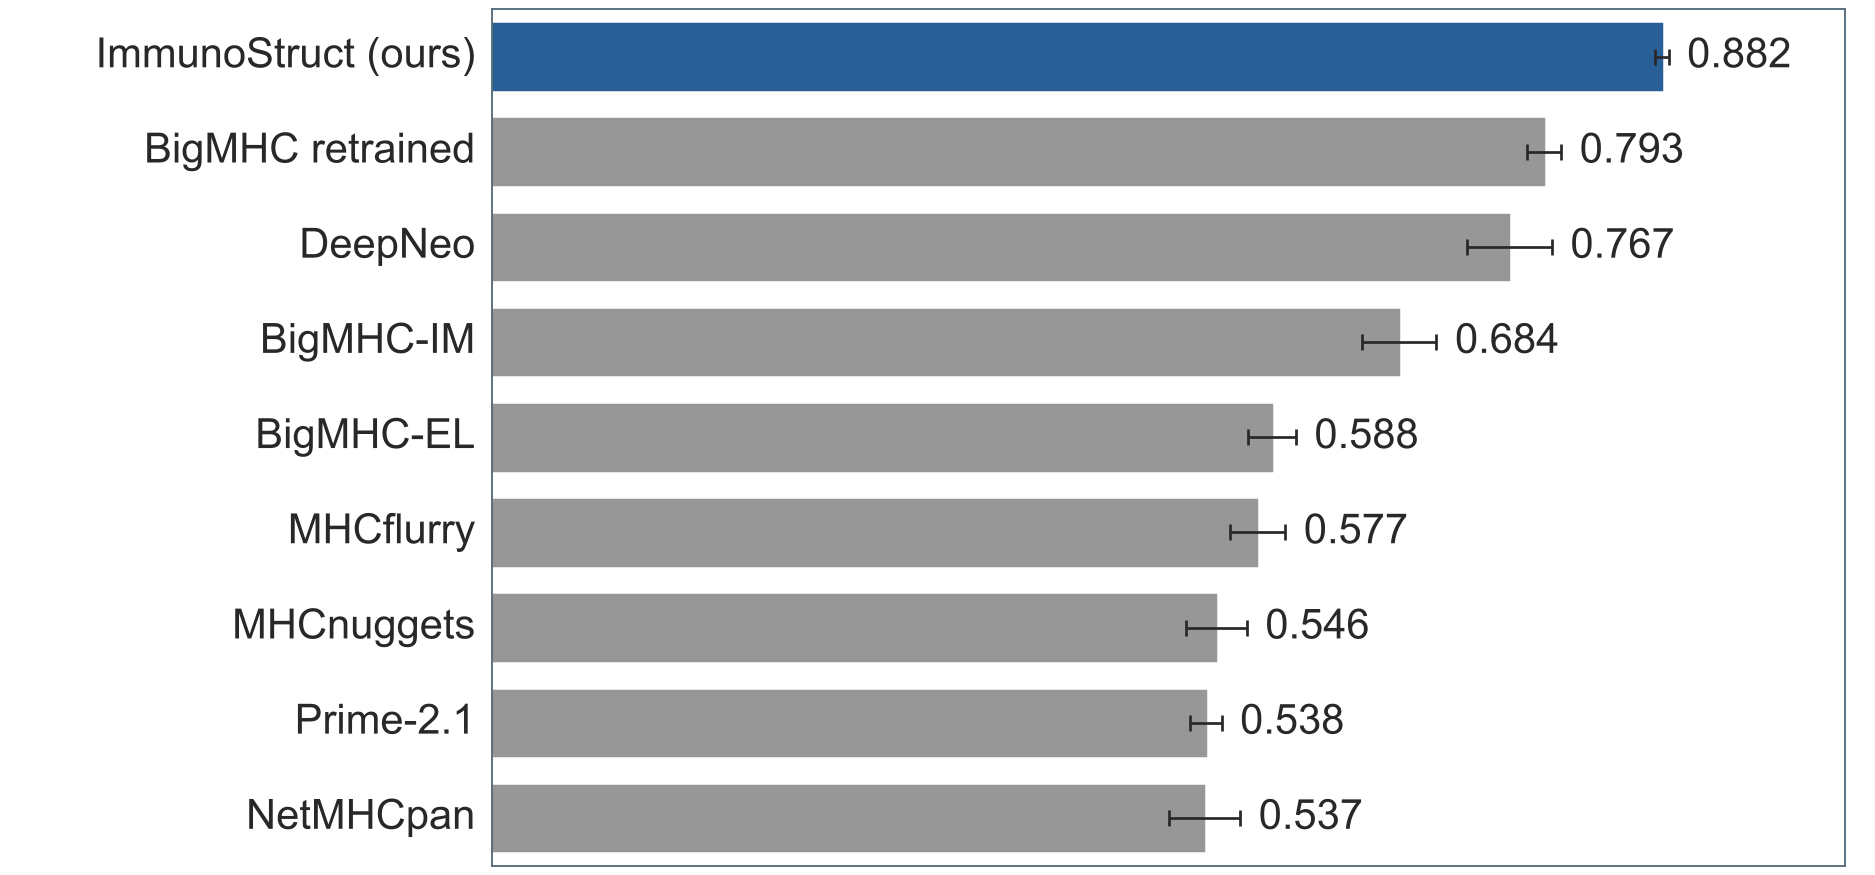 ImmunoStruct (ours) 0.882
BigMHC retrained 0.793
DeepNeo 0.767
BigMHC-IM 0.684
BigMHC-EL 0.588
MHCflurry 0.577
MHCnuggets 0.546
Prime-2.1 0.538
NetMHCpan 0.537